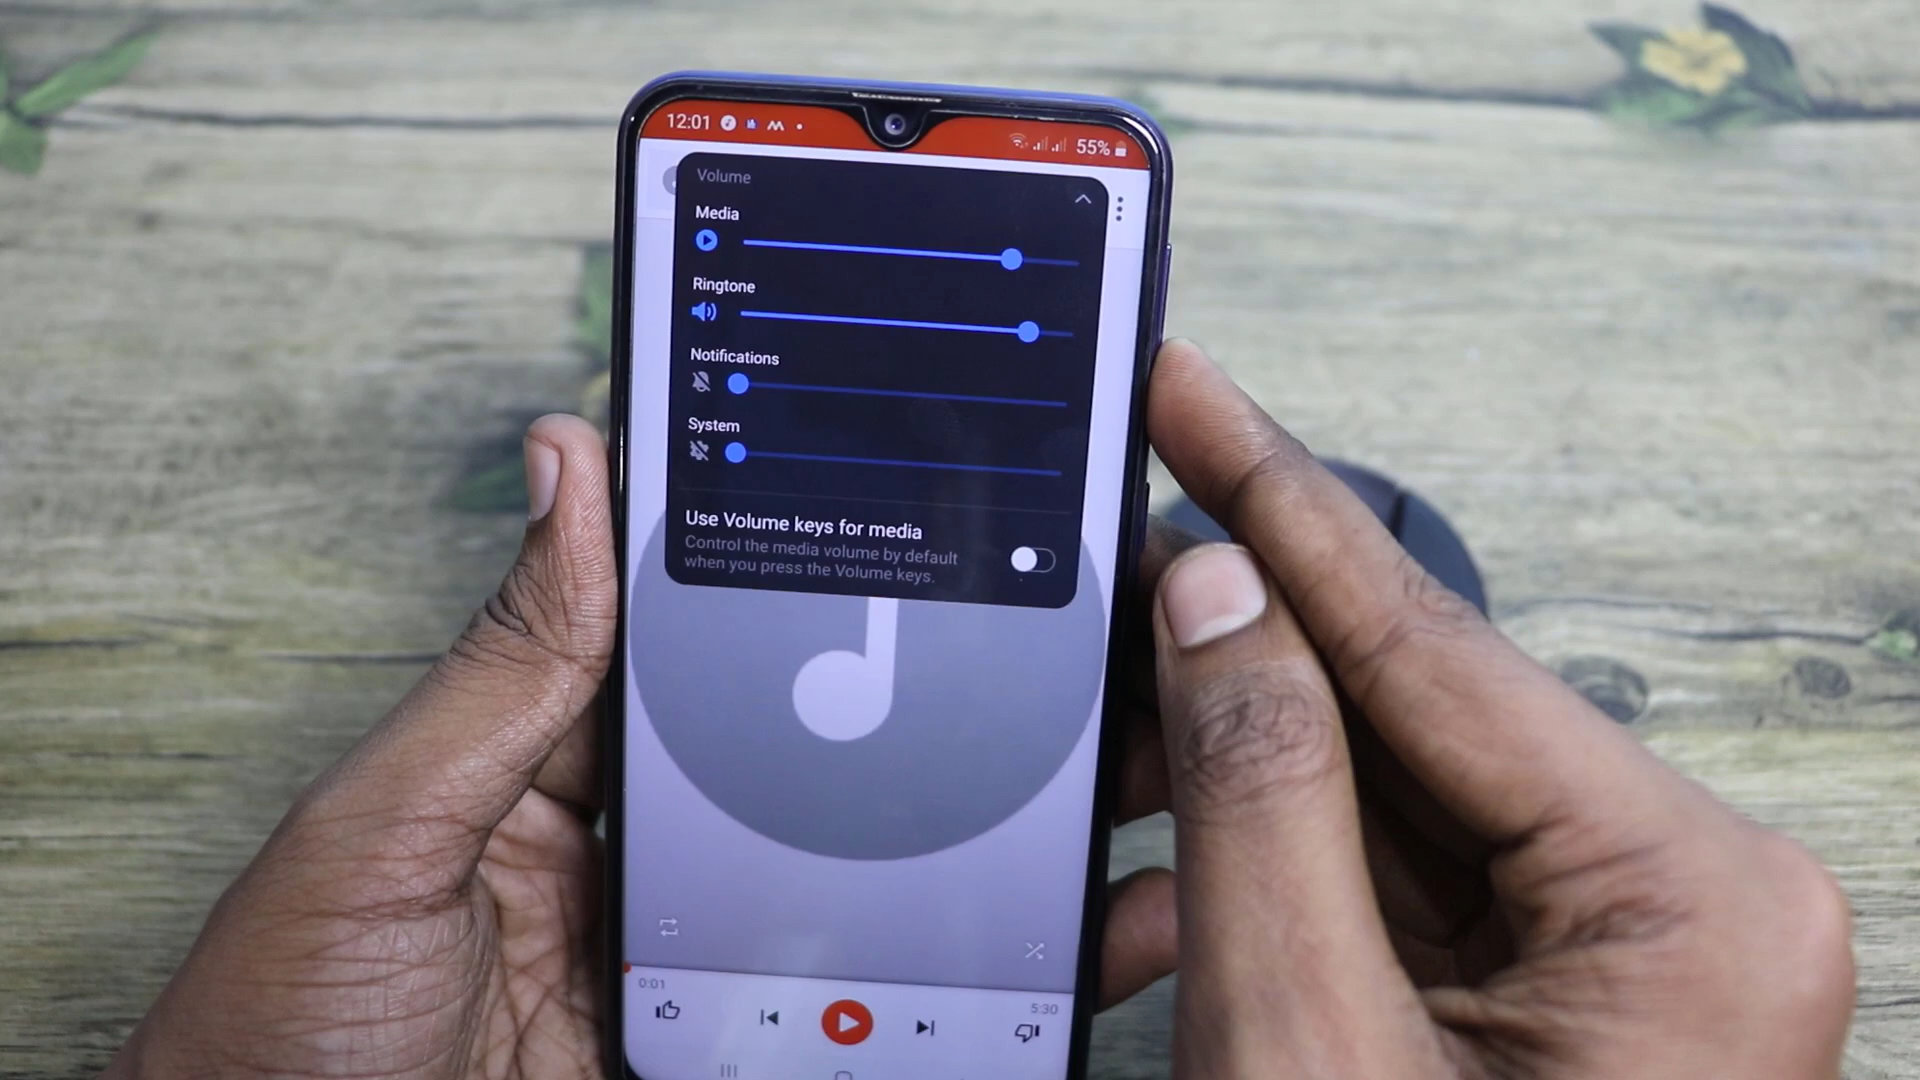 12:01
55%
Volume
Media
Ringtone
Notifications
System
Use Volume keys for media
Control the media volume by default
when you press the Volume keys.
0:01
5:30